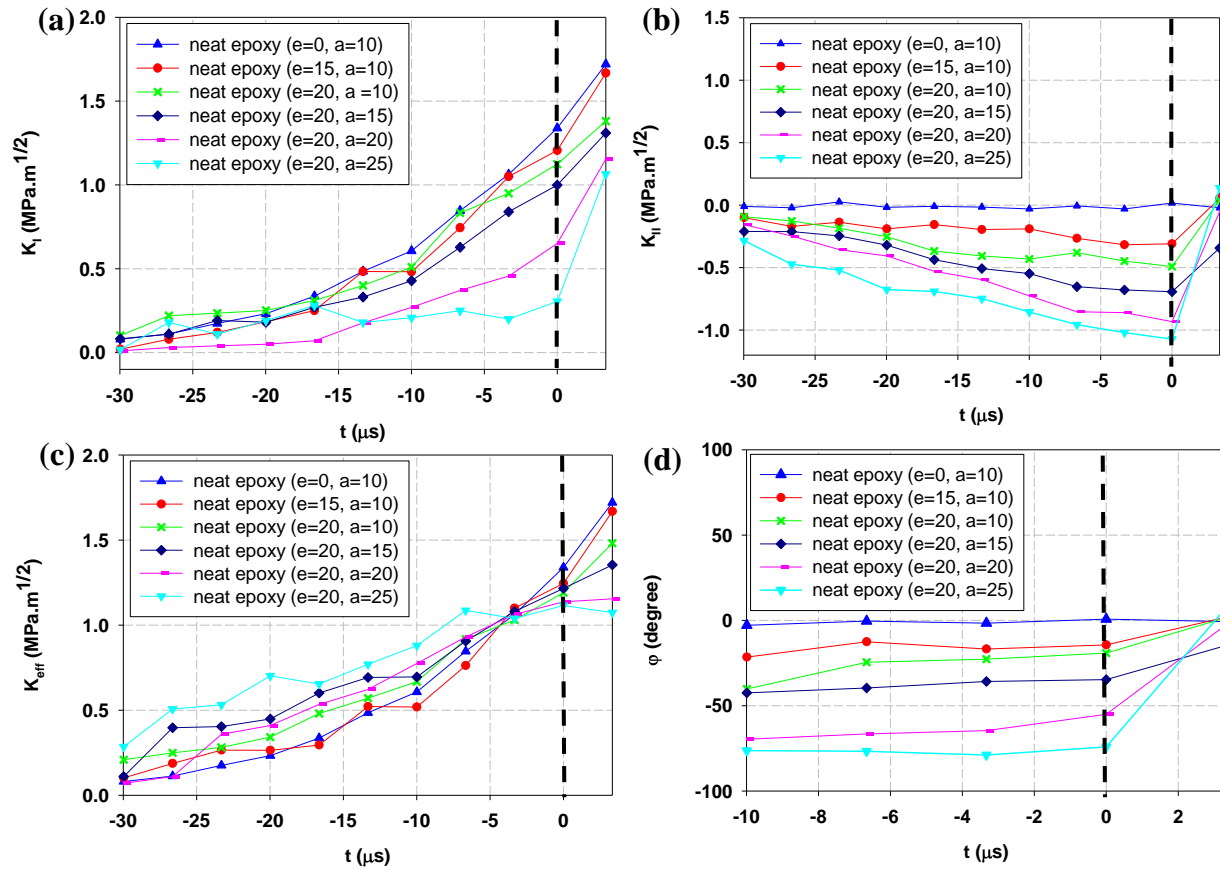 (a)
2.0
1.5
1.0
0.5
0.0
K_I (MPa.m^1/2)
neat epoxy (e=0, a=10)
neat epoxy (e=15, a=10)
neat epoxy (e=20, a=10)
neat epoxy (e=20, a=15)
neat epoxy (e=20, a=20)
neat epoxy (e=20, a=25)
-30 -25 -20 -15 -10 -5 0
t (μs)
(b)
1.5
1.0
0.5
0.0
-0.5
-1.0
K_II (MPa.m^1/2)
neat epoxy (e=0, a=10)
neat epoxy (e=15, a=10)
neat epoxy (e=20, a=10)
neat epoxy (e=20, a=15)
neat epoxy (e=20, a=20)
neat epoxy (e=20, a=25)
-30 -25 -20 -15 -10 -5 0
t (μs)
(c)
2.0
1.5
1.0
0.5
0.0
K_eff (MPa.m^1/2)
neat epoxy (e=0, a=10)
neat epoxy (e=15, a=10)
neat epoxy (e=20, a=10)
neat epoxy (e=20, a=15)
neat epoxy (e=20, a=20)
neat epoxy (e=20, a=25)
-30 -25 -20 -15 -10 -5 0
t (μs)
(d)
100
50
0
-50
-100
φ (degree)
neat epoxy (e=0, a=10)
neat epoxy (e=15, a=10)
neat epoxy (e=20, a=10)
neat epoxy (e=20, a=15)
neat epoxy (e=20, a=20)
neat epoxy (e=20, a=25)
-10 -8 -6 -4 -2 0 2
t (μs)